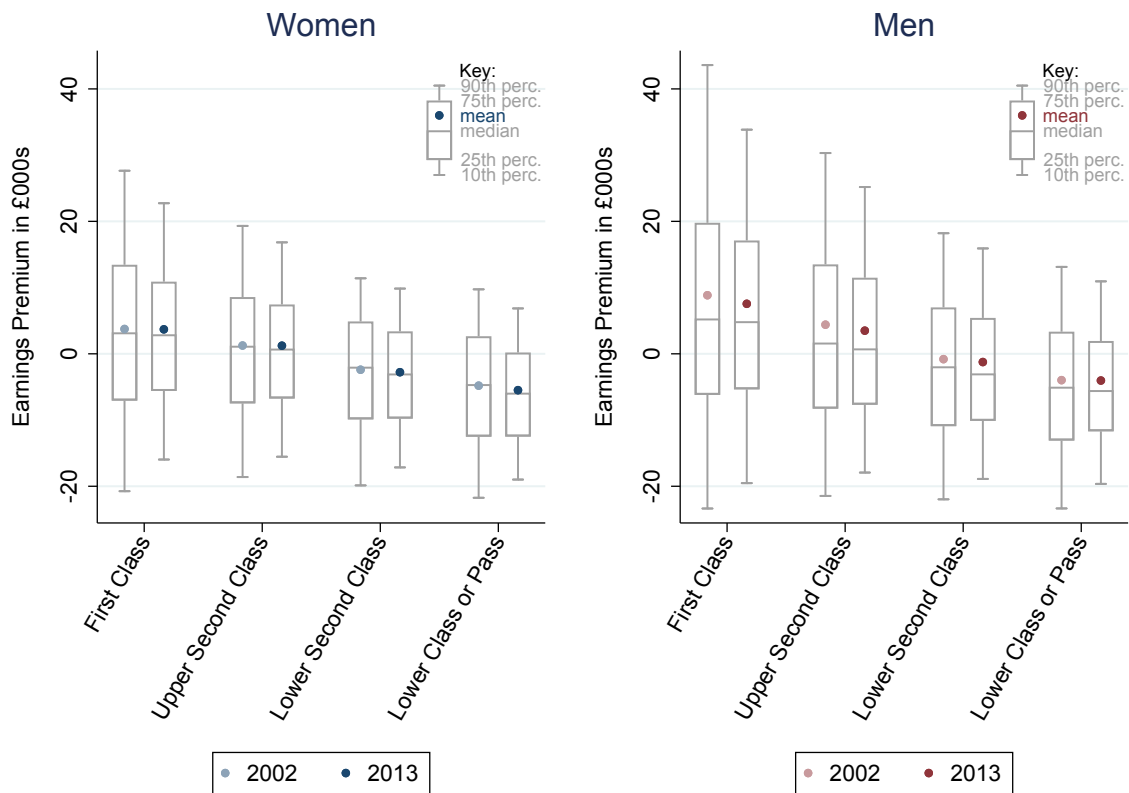 Women
Earnings Premium in £000s
40
20
0
-20
Key:
90th perc.
75th perc.
mean
median
25th perc.
10th perc.
First Class
Upper Second Class
Lower Second Class
Lower Class or Pass
2002
2013
Men
Earnings Premium in £000s
40
20
0
-20
Key:
90th perc.
75th perc.
mean
median
25th perc.
10th perc.
First Class
Upper Second Class
Lower Second Class
Lower Class or Pass
2002
2013